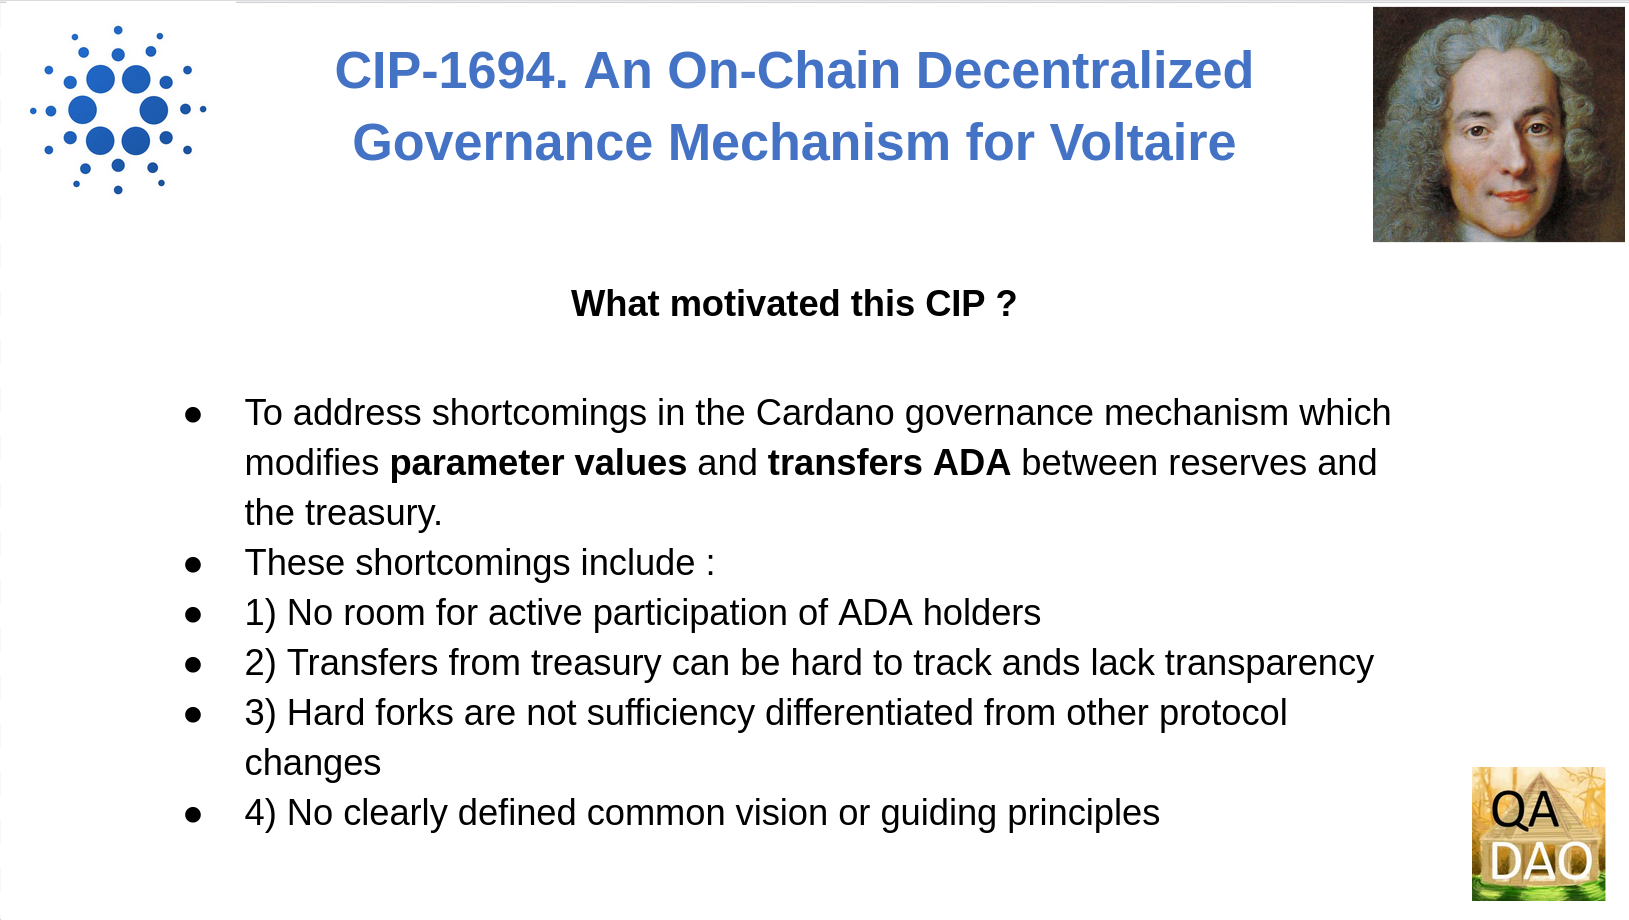 CIP-1694. An On-Chain Decentralized
Governance Mechanism for Voltaire
What motivated this CIP ?
● To address shortcomings in the Cardano governance mechanism which
modifies parameter values and transfers ADA between reserves and
the treasury.
● These shortcomings include :
● 1) No room for active participation of ADA holders
● 2) Transfers from treasury can be hard to track ands lack transparency
● 3) Hard forks are not sufficiency differentiated from other protocol
changes
● 4) No clearly defined common vision or guiding principles
QA
DAO